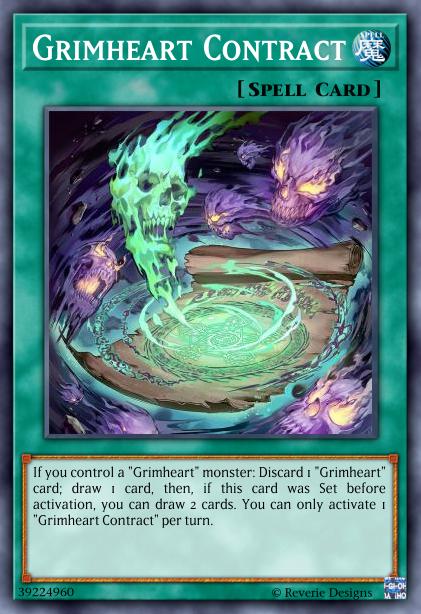 Grimheart Contract
SPELL
魔
[ Spell Card ]
If you control a "Grimheart" monster: Discard 1 "Grimheart"
card; draw 1 card, then, if this card was Set before
activation, you can draw 2 cards. You can only activate 1
"Grimheart Contract" per turn.
39224960
© Reverie Designs